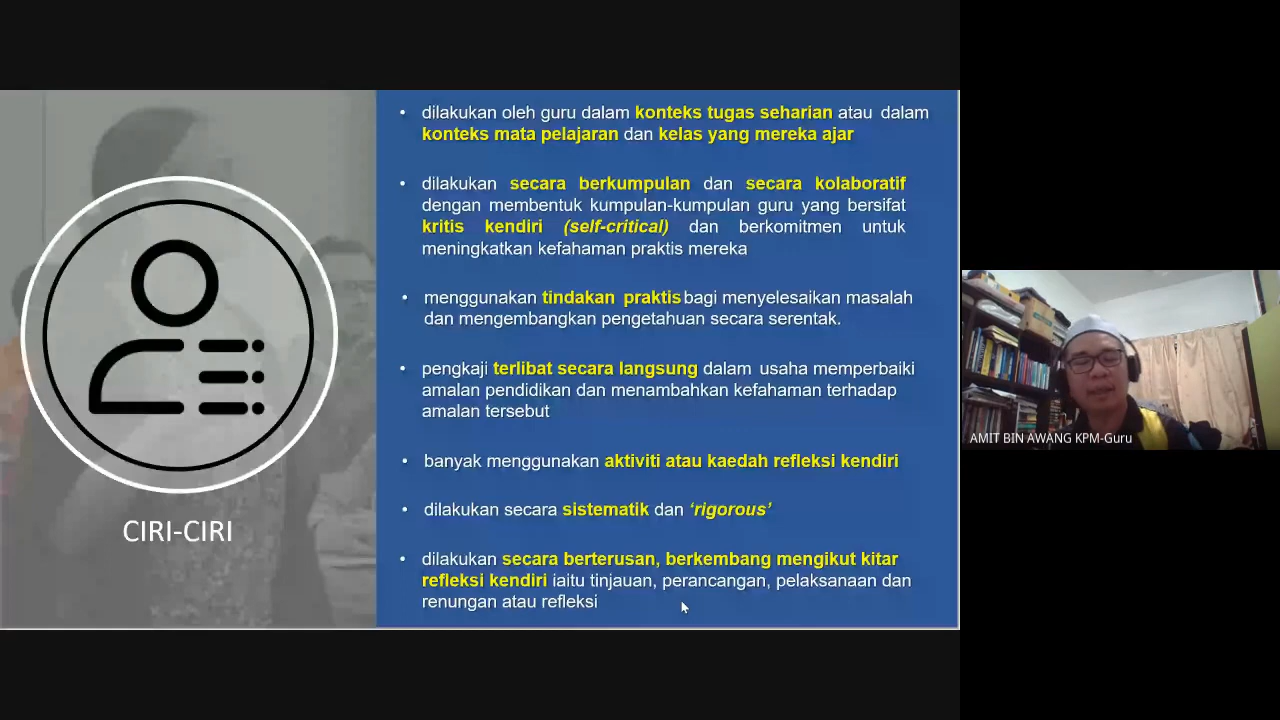 • dilakukan oleh guru dalam konteks tugas seharian atau dalam
konteks mata pelajaran dan kelas yang mereka ajar
• dilakukan secara berkumpulan dan secara kolaboratif
dengan membentuk kumpulan-kumpulan guru yang bersifat
kritis kendiri (self-critical) dan berkomitmen untuk
meningkatkan kefahaman praktis mereka
• menggunakan tindakan praktis bagi menyelesaikan masalah
dan mengembangkan pengetahuan secara serentak.
• pengkaji terlibat secara langsung dalam usaha memperbaiki
amalan pendidikan dan menambahkan kefahaman terhadap
amalan tersebut
• banyak menggunakan aktiviti atau kaedah refleksi kendiri
• dilakukan secara sistematik dan ‘rigorous’
• dilakukan secara berterusan, berkembang mengikut kitar
refleksi kendiri iaitu tinjauan, perancangan, pelaksanaan dan
renungan atau refleksi
CIRI-CIRI
AMIT BIN AWANG KPM-Guru